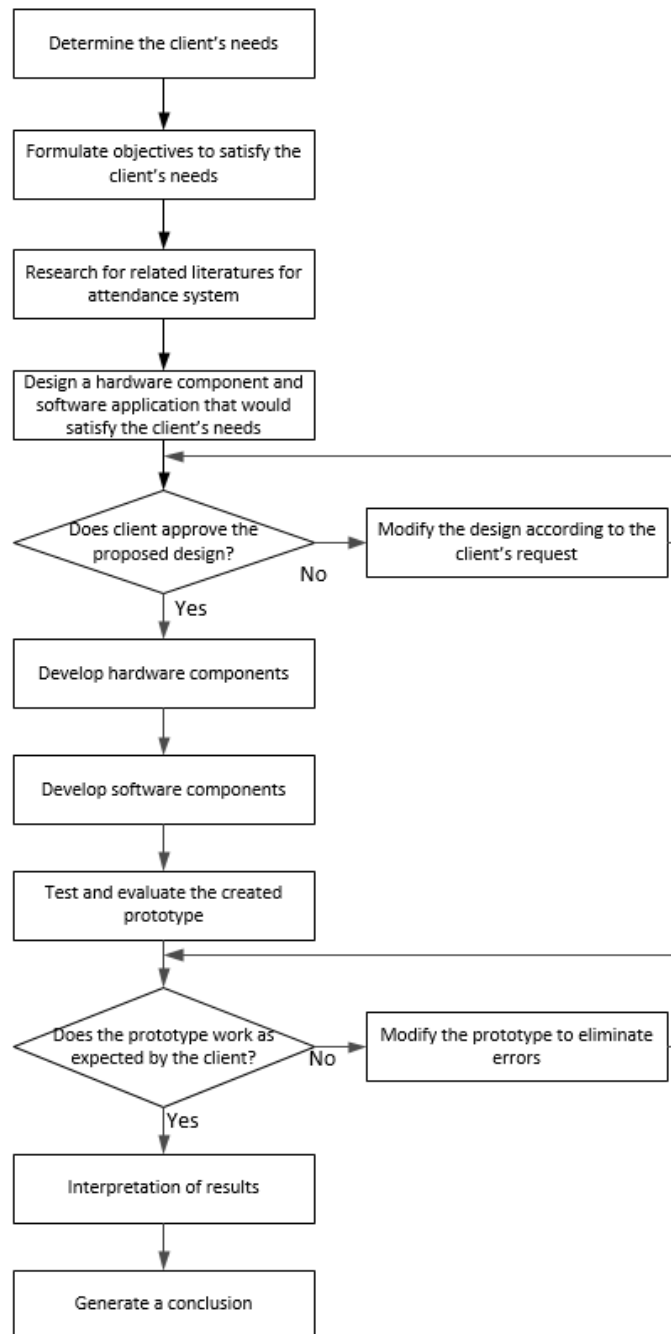 Determine the client's needs
Formulate objectives to satisfy the
client's needs
Research for related literatures for
attendance system
Design a hardware component and
software application that would
satisfy the client's needs
Does client approve the
proposed design?
No
Modify the design according to the
client's request
Yes
Develop hardware components
Develop software components
Test and evaluate the created
prototype
Does the prototype work as
expected by the client?
No
Modify the prototype to eliminate
errors
Yes
Interpretation of results
Generate a conclusion